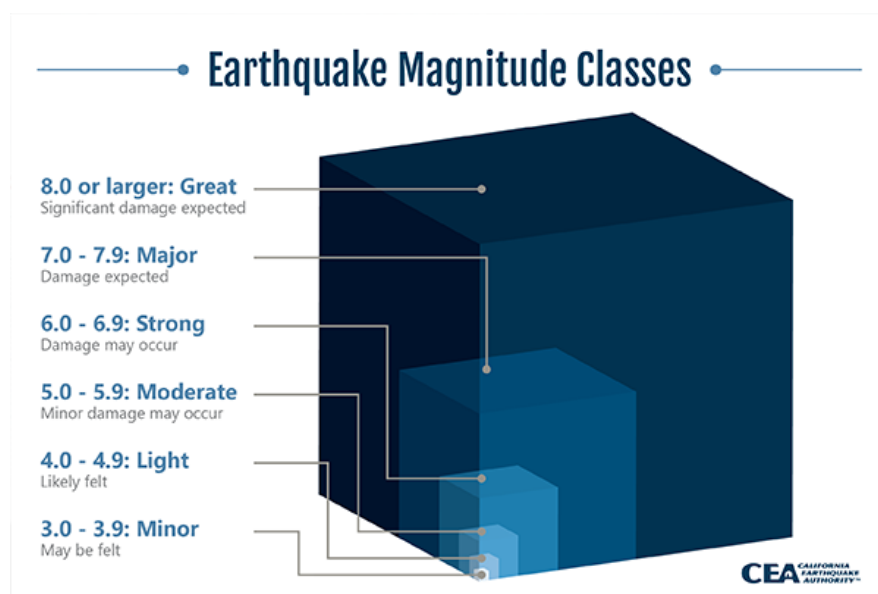 Earthquake Magnitude Classes
8.0 or larger: Great
Significant damage expected
7.0 - 7.9: Major
Damage expected
6.0 - 6.9: Strong
Damage may occur
5.0 - 5.9: Moderate
Minor damage may occur
4.0 - 4.9: Light
Likely felt
3.0 - 3.9: Minor
May be felt
CEA CALIFORNIA
EARTHQUAKE
AUTHORITY™